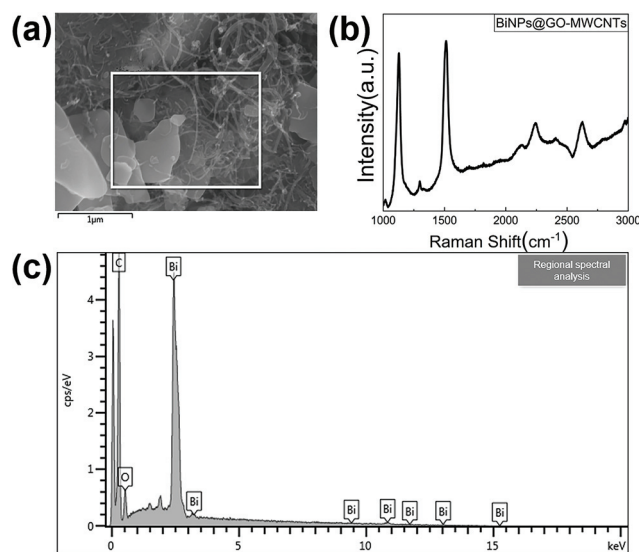 (a)
1μm
(b)
BiNPs@GO-MWCNTs
Intensity(a.u.)
1000 1500 2000 2500 3000
Raman Shift(cm-1)
(c)
Regional spectral
analysis
C
Bi
O
Bi
Bi
Bi
Bi
Bi
Bi
cps/eV
4
3
2
1
0
0 5 10 15 keV